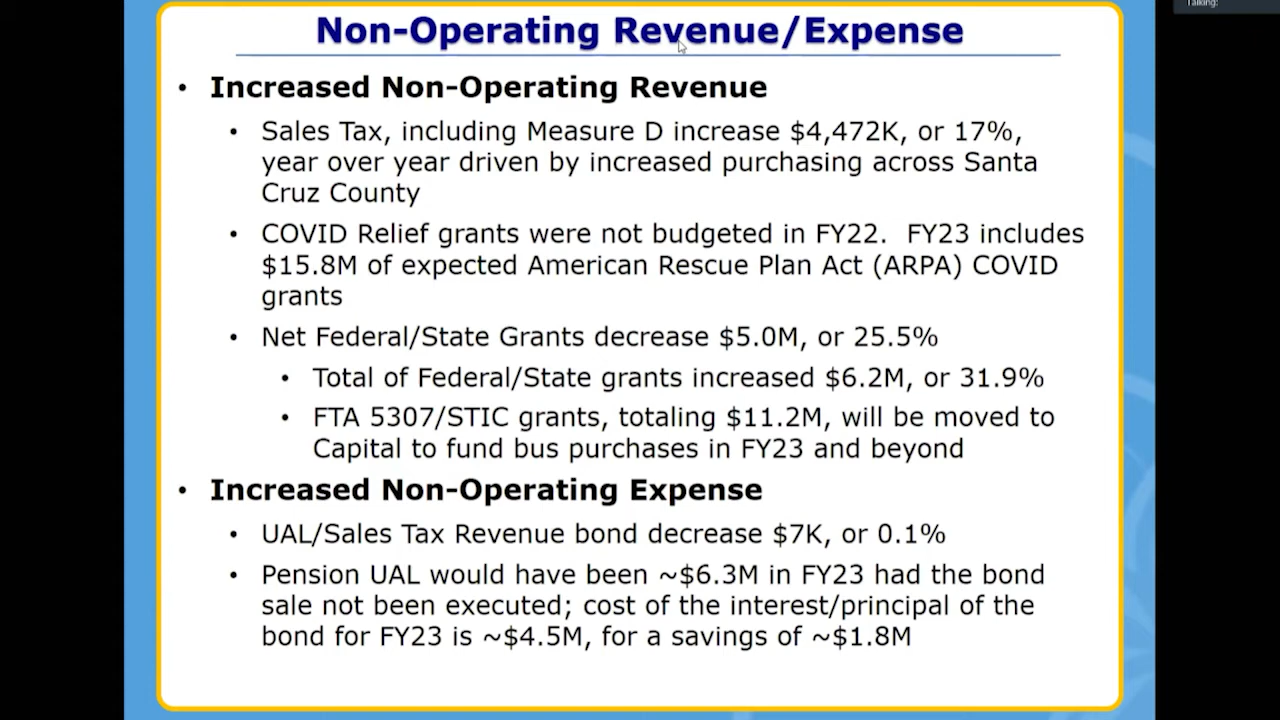 Talking:
Non-Operating Revenue/Expense
• Increased Non-Operating Revenue
• Sales Tax, including Measure D increase $4,472K, or 17%,
year over year driven by increased purchasing across Santa
Cruz County
• COVID Relief grants were not budgeted in FY22.  FY23 includes
$15.8M of expected American Rescue Plan Act (ARPA) COVID
grants
• Net Federal/State Grants decrease $5.0M, or 25.5%
• Total of Federal/State grants increased $6.2M, or 31.9%
• FTA 5307/STIC grants, totaling $11.2M, will be moved to
Capital to fund bus purchases in FY23 and beyond
• Increased Non-Operating Expense
• UAL/Sales Tax Revenue bond decrease $7K, or 0.1%
• Pension UAL would have been ~$6.3M in FY23 had the bond
sale not been executed; cost of the interest/principal of the
bond for FY23 is ~$4.5M, for a savings of ~$1.8M